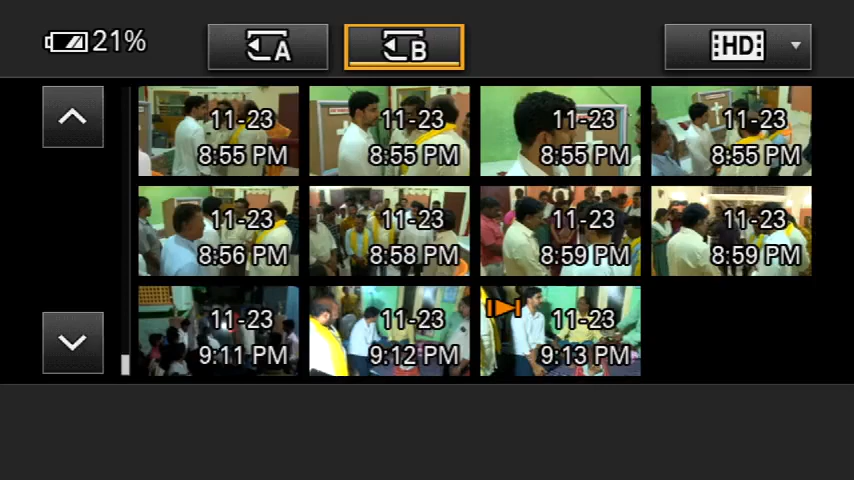 21%
A
B
HD
11-23
8:55 PM
11-23
8:55 PM
11-23
8:55 PM
11-23
8:55 PM
11-23
8:56 PM
11-23
8:58 PM
11-23
8:59 PM
11-23
8:59 PM
11-23
9:11 PM
11-23
9:12 PM
11-23
9:13 PM